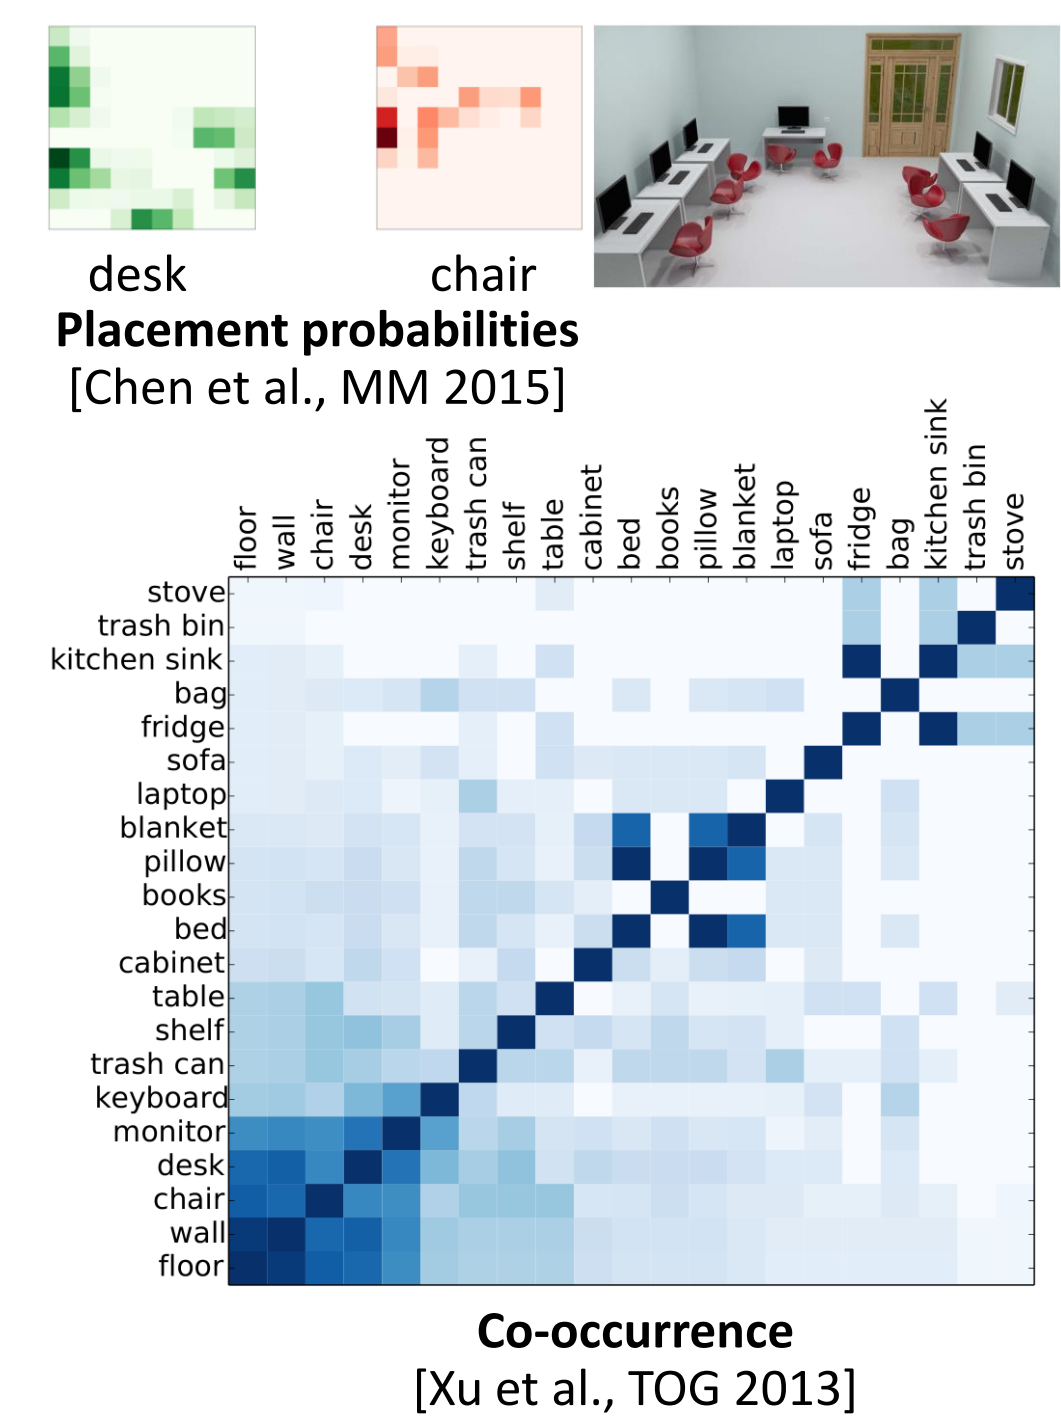 desk
chair
Placement probabilities
[Chen et al., MM 2015]
floor
wall
chair
desk
monitor
keyboard
trash can
shelf
table
cabinet
bed
books
pillow
blanket
laptop
sofa
fridge
bag
kitchen sink
trash bin
stove
stove
trash bin
kitchen sink
bag
fridge
sofa
laptop
blanket
pillow
books
bed
cabinet
table
shelf
trash can
keyboard
monitor
desk
chair
wall
floor
Co-occurrence
[Xu et al., TOG 2013]